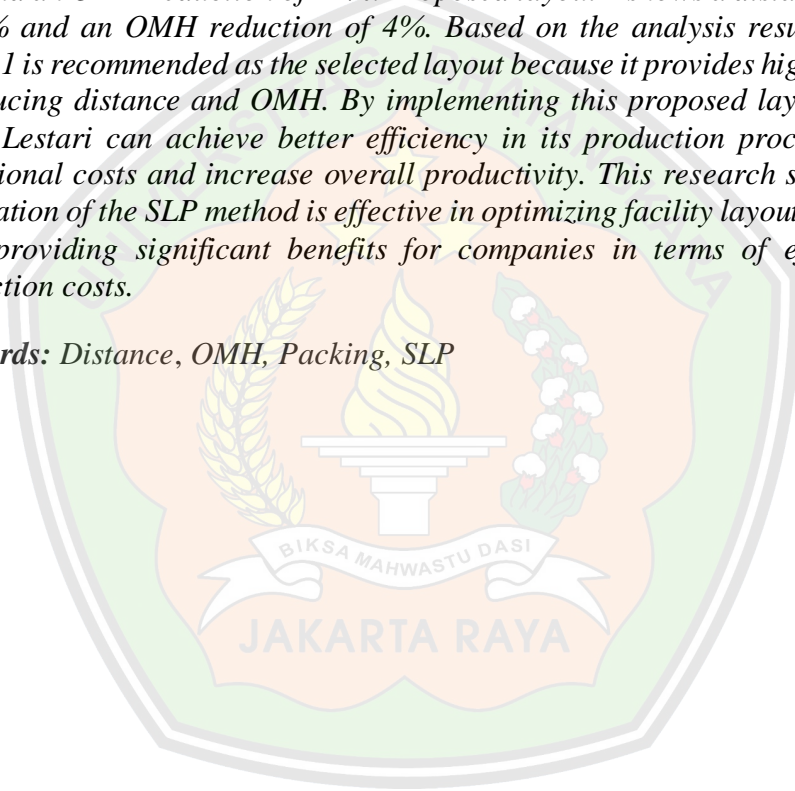 % and an OMH reduction of 4%. Based on the analysis resu
1 is recommended as the selected layout because it provides hig
ucing distance and OMH. By implementing this proposed lay
Lestari can achieve better efficiency in its production proc
ional costs and increase overall productivity. This research s
ation of the SLP method is effective in optimizing facility layout
providing significant benefits for companies in terms of e
ction costs.
rds: Distance, OMH, Packing, SLP
UNIVERSITAS BHAYANGKARA
BIKSA MAHWASTU DASI
JAKARTA RAYA